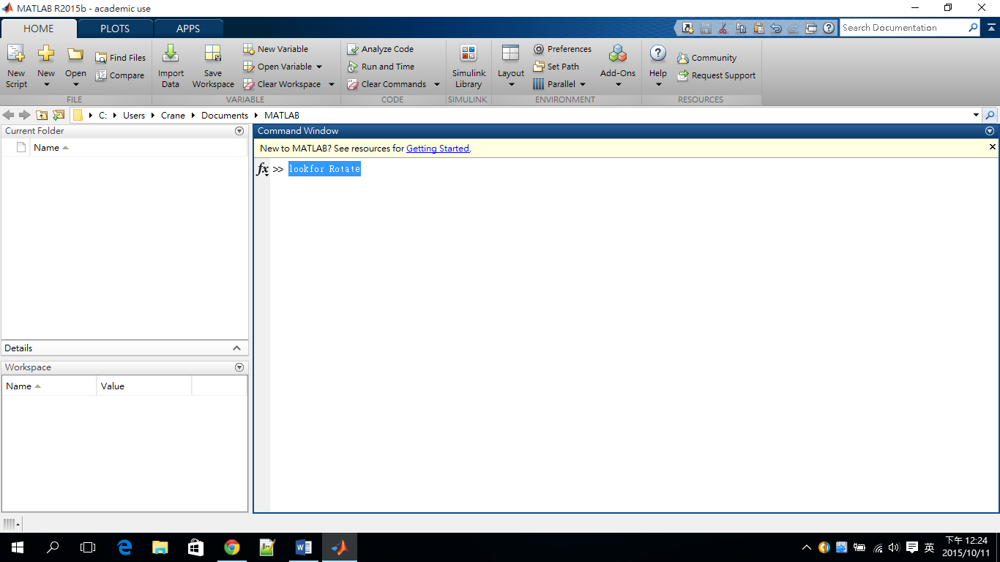 MATLAB R2015b - academic use
HOME PLOTS APPS
Search Documentation
New Script
New
Open
Find Files
Compare
Import Data
Save Workspace
New Variable
Open Variable
Clear Workspace
Analyze Code
Run and Time
Clear Commands
Simulink Library
Layout
Preferences
Set Path
Parallel
Add-Ons
Help
Community
Request Support
FILE VARIABLE CODE SIMULINK ENVIRONMENT RESOURCES
C: Users Crane Documents MATLAB
Current Folder
Name
Details
Workspace
Name Value
Command Window
New to MATLAB? See resources for Getting Started.
fx >> lookfor Rotate
英
下午 12:24
2015/10/11